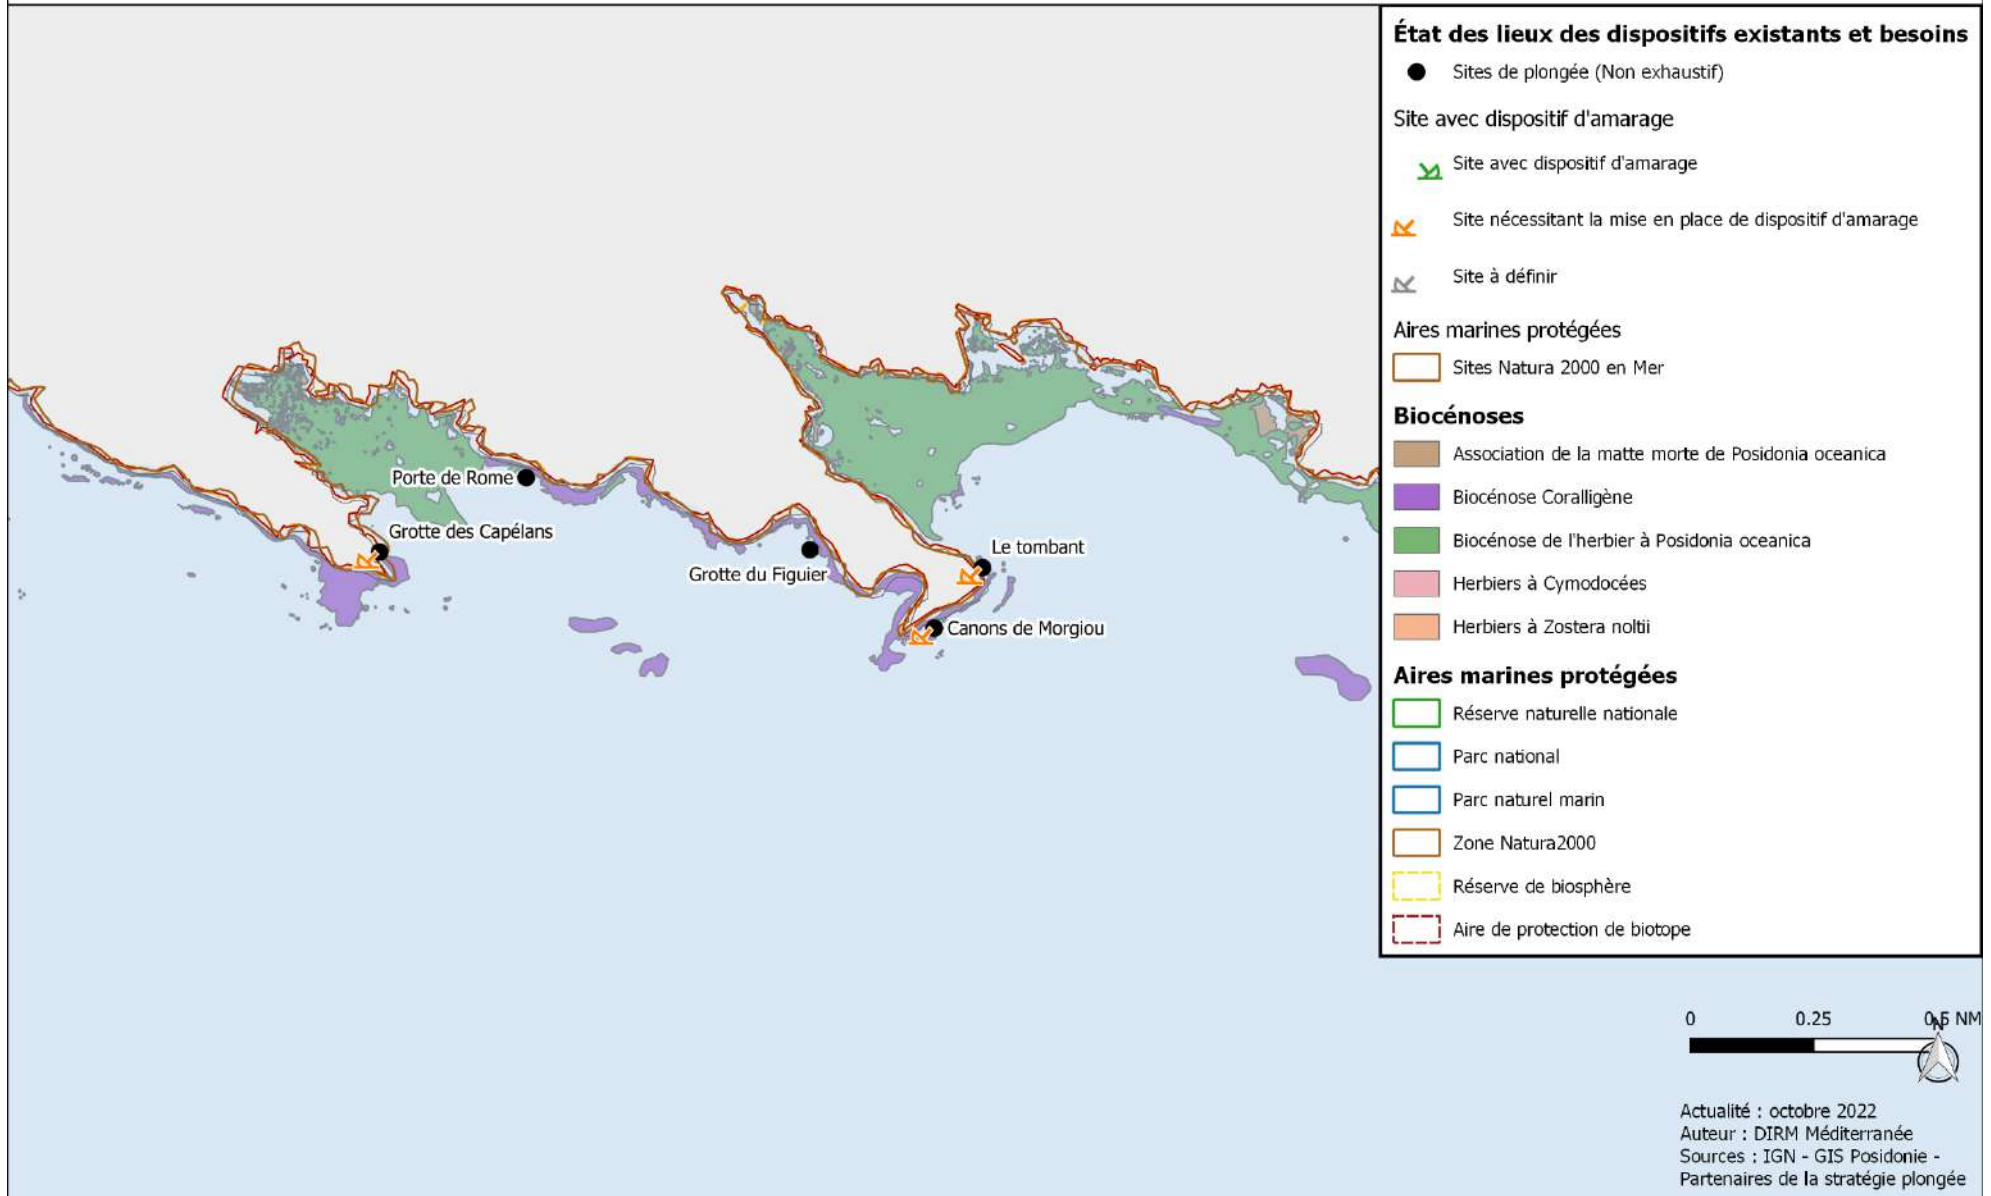 État des lieux des dispositifs existants et besoins
Sites de plongée (Non exhaustif)
Site avec dispositif d'amarage
Site avec dispositif d'amarage
Site nécessitant la mise en place de dispositif d'amarage
Site à définir
Aires marines protégées
Sites Natura 2000 en Mer
Biocénoses
Association de la matte morte de Posidonia oceanica
Biocénose Coralligène
Biocénose de l'herbier à Posidonia oceanica
Herbiers à Cymodocées
Herbiers à Zostera noltii
Aires marines protégées
Réserve naturelle nationale
Parc national
Parc naturel marin
Zone Natura2000
Réserve de biosphère
Aire de protection de biotope
Porte de Rome
Grotte des Capélans
Le tombant
Grotte du Figuier
Canons de Morgiou
0 0.25 0.5 NM
N
Actualité : octobre 2022
Auteur : DIRM Méditerranée
Sources : IGN - GIS Posidonie -
Partenaires de la stratégie plongée